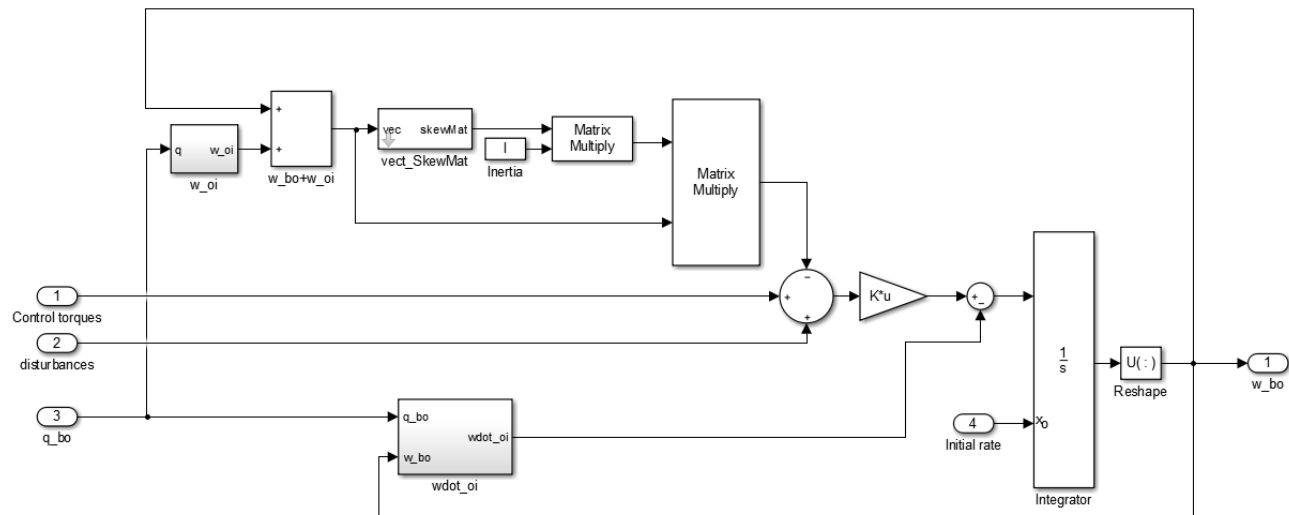 +
+
q w_oi
w_oi
w_bo+w_oi
vec skewMat
vect_SkewMat
I
Inertia
Matrix
Multiply
Matrix
Multiply
1
Control torques
2
disturbances
3
q_bo
−
+
+
K*u
+
−
q_bo
w_bo
wdot_oi
wdot_oi
4
Initial rate
1
s
x0
Integrator
U( : )
Reshape
1
w_bo